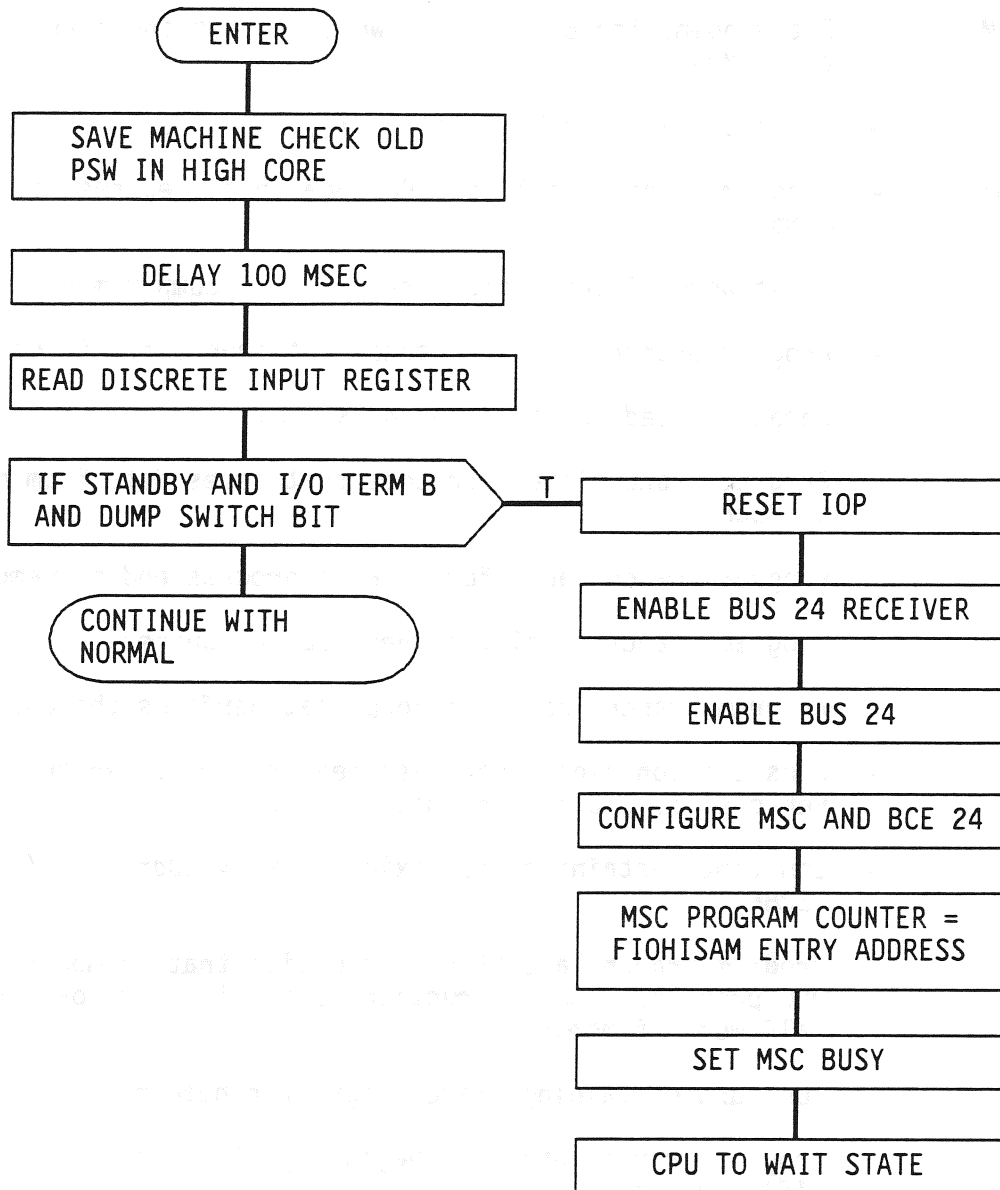 ENTER
SAVE MACHINE CHECK OLD
PSW IN HIGH CORE
DELAY 100 MSEC
READ DISCRETE INPUT REGISTER
IF STANDBY AND I/O TERM B
AND DUMP SWITCH BIT
T
CONTINUE WITH
NORMAL
RESET IOP
ENABLE BUS 24 RECEIVER
ENABLE BUS 24
CONFIGURE MSC AND BCE 24
MSC PROGRAM COUNTER =
FIOHISAM ENTRY ADDRESS
SET MSC BUSY
CPU TO WAIT STATE